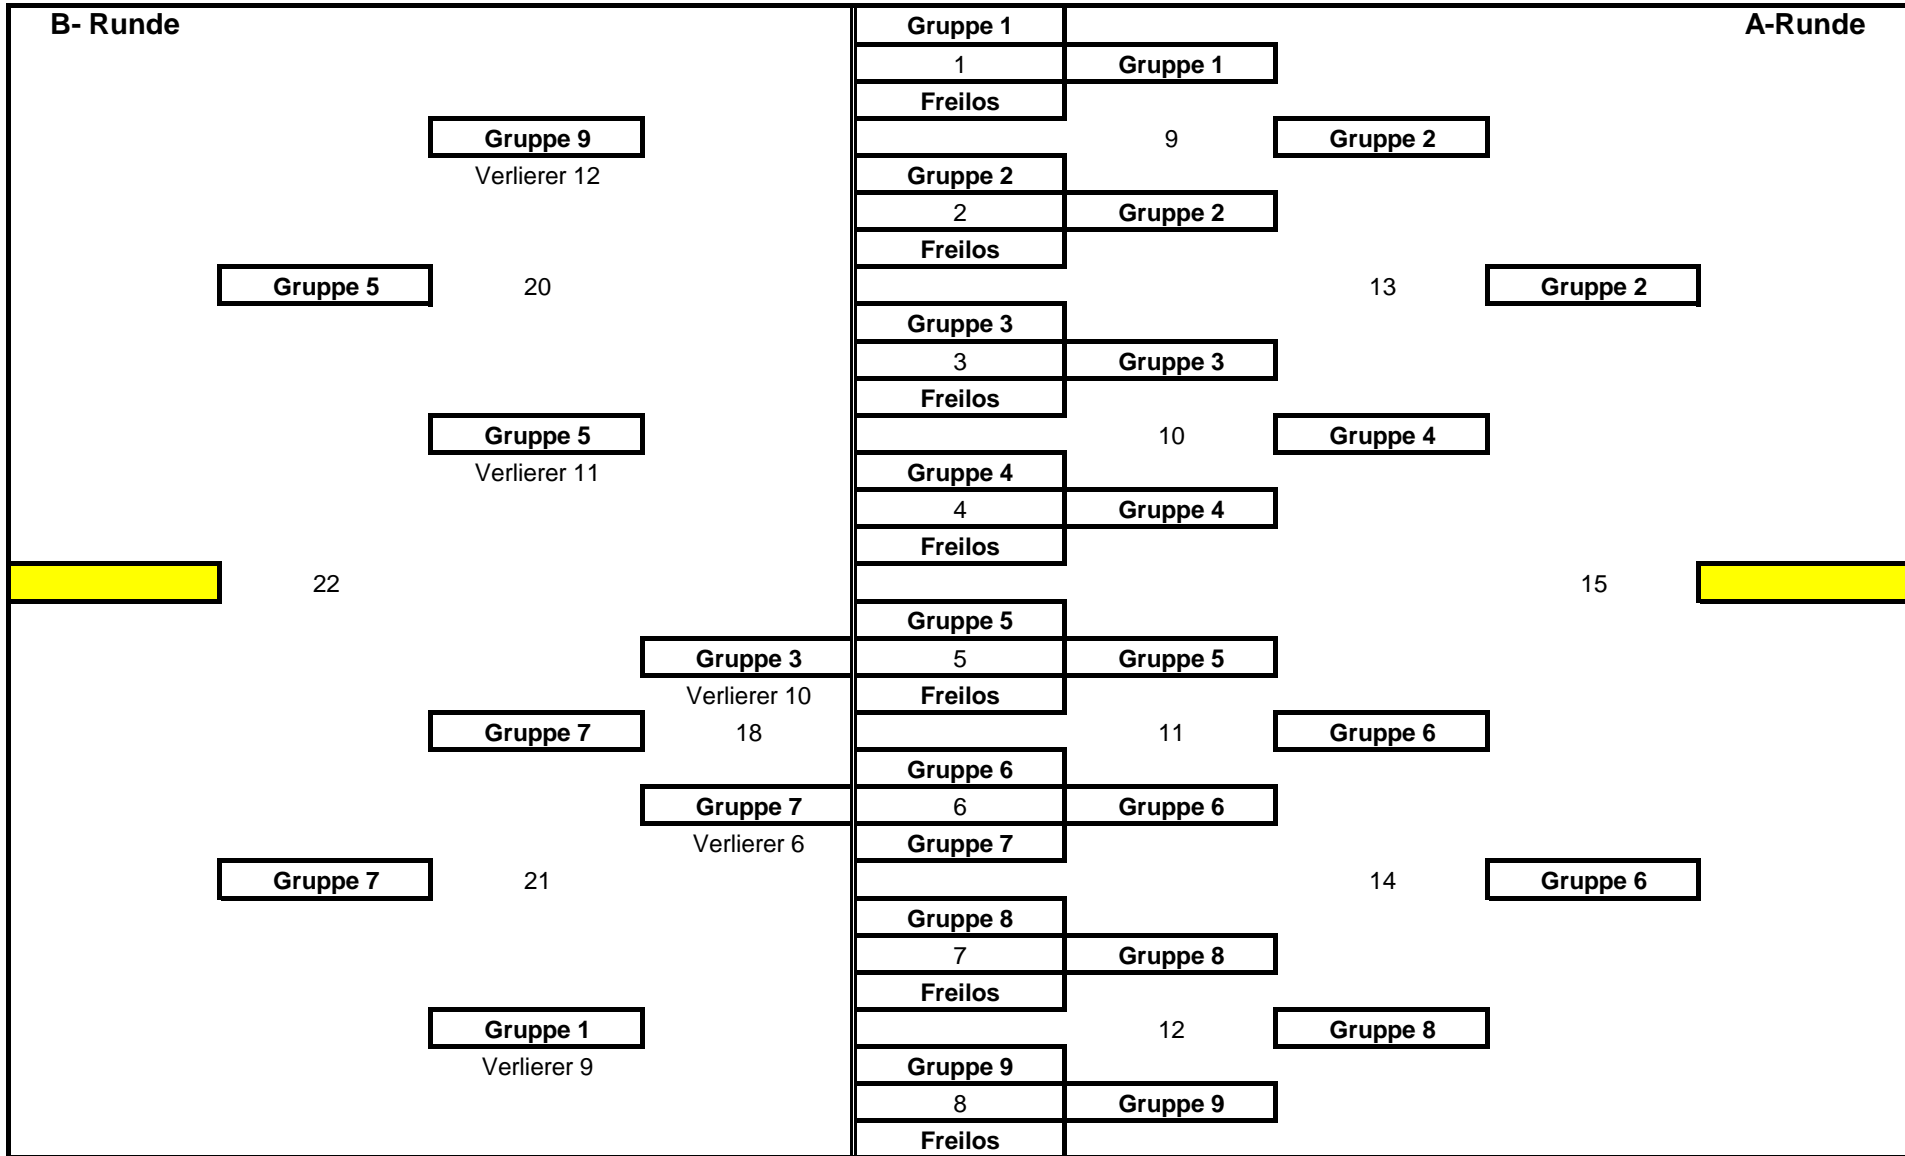 B- Runde Gruppe 1 A-Runde
1 Gruppe 1
Freilos
Gruppe 9 9 Gruppe 2
Verlierer 12 Gruppe 2
2 Gruppe 2
Freilos
Gruppe 5 20 13 Gruppe 2
Gruppe 3
3 Gruppe 3
Freilos
Gruppe 5 10 Gruppe 4
Verlierer 11 Gruppe 4
4 Gruppe 4
Freilos
22 15
Gruppe 5
Gruppe 3 5 Gruppe 5
Verlierer 10 Freilos
Gruppe 7 18 11 Gruppe 6
Gruppe 6
Gruppe 7 6 Gruppe 6
Verlierer 6 Gruppe 7
Gruppe 7 21 14 Gruppe 6
Gruppe 8
7 Gruppe 8
Freilos
Gruppe 1 12 Gruppe 8
Verlierer 9 Gruppe 9
8 Gruppe 9
Freilos